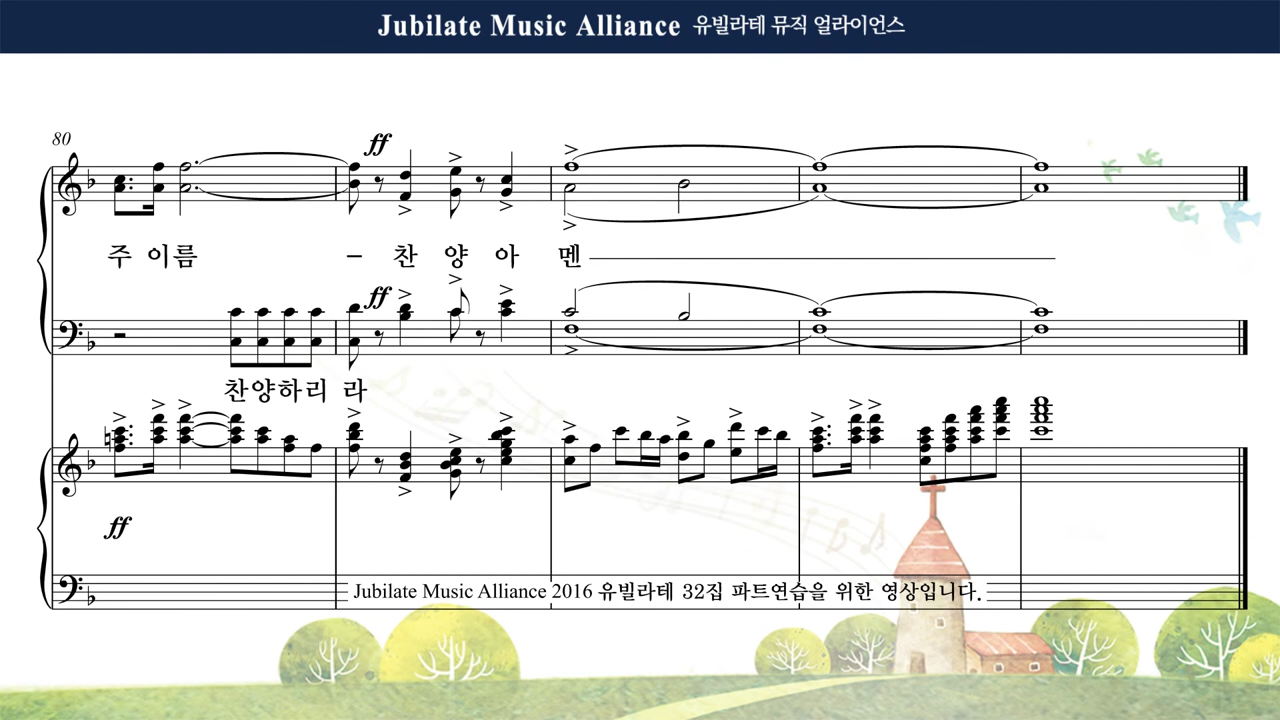 Jubilate Music Alliance 유빌라테 뮤직 얼라이언스
80
ff
주 이름 - 찬 양 아 멘
ff
찬양하리 라
ff
Jubilate Music Alliance 2016 유빌라테 32집 파트연습을 위한 영상입니다.